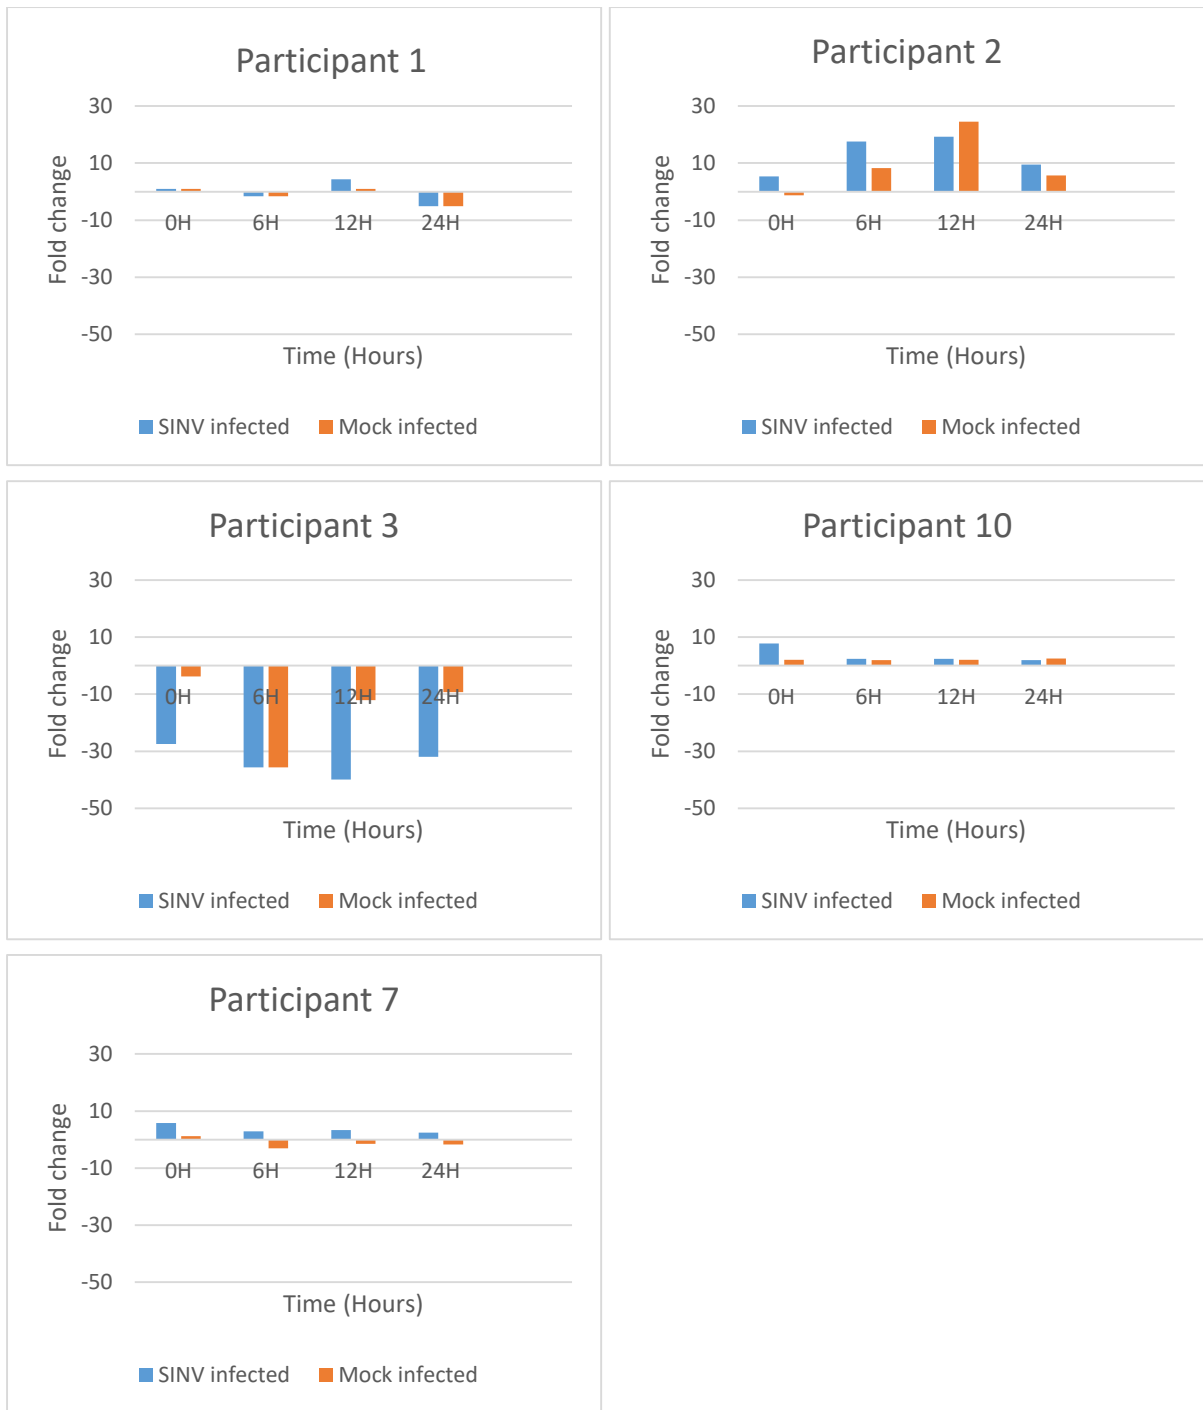 Participant 1
30
10
-10
-30
-50
Fold change
0H 6H 12H 24H
Time (Hours)
SINV infected Mock infected
Participant 2
30
10
-10
-30
-50
Fold change
0H 6H 12H 24H
Time (Hours)
SINV infected Mock infected
Participant 3
30
10
-10
-30
-50
Fold change
0H 6H 12H 24H
Time (Hours)
SINV infected Mock infected
Participant 10
30
10
-10
-30
-50
Fold change
0H 6H 12H 24H
Time (Hours)
SINV infected Mock infected
Participant 7
30
10
-10
-30
-50
Fold change
0H 6H 12H 24H
Time (Hours)
SINV infected Mock infected